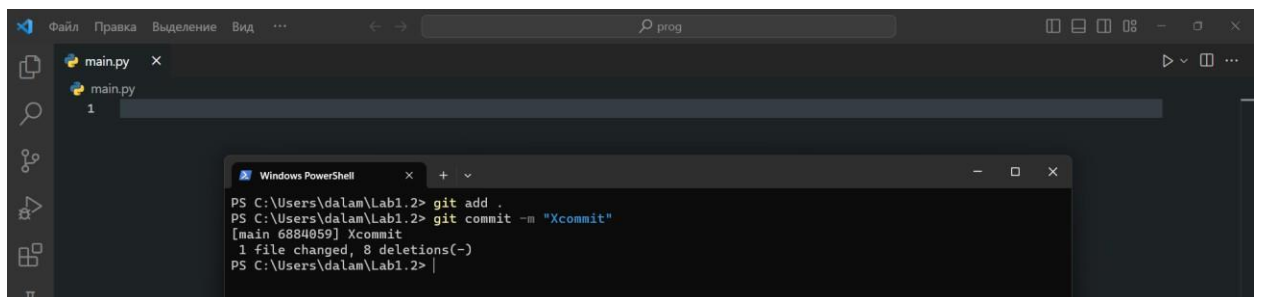 Файл Правка Выделение Вид ...
prog
main.py
main.py
1
Windows PowerShell
PS C:\Users\dalam\Lab1.2> git add .
PS C:\Users\dalam\Lab1.2> git commit -m "Xcommit"
[main 6884059] Xcommit
1 file changed, 8 deletions(-)
PS C:\Users\dalam\Lab1.2>